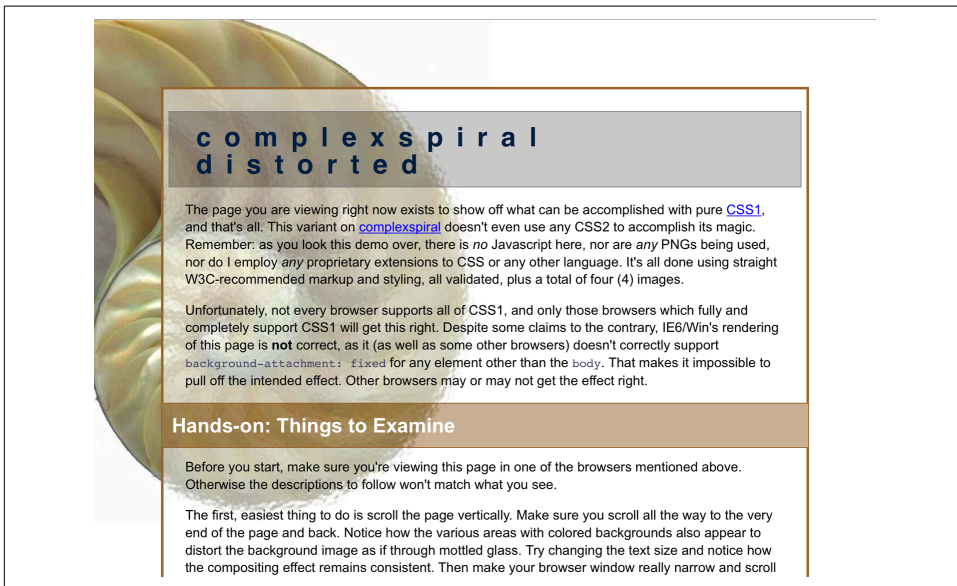 complexspiral
distorted
The page you are viewing right now exists to show off what can be accomplished with pure CSS1,
and that's all. This variant on complexspiral doesn't even use any CSS2 to accomplish its magic.
Remember: as you look this demo over, there is no Javascript here, nor are any PNGs being used,
nor do I employ any proprietary extensions to CSS or any other language. It's all done using straight
W3C-recommended markup and styling, all validated, plus a total of four (4) images.
Unfortunately, not every browser supports all of CSS1, and only those browsers which fully and
completely support CSS1 will get this right. Despite some claims to the contrary, IE6/Win's rendering
of this page is not correct, as it (as well as some other browsers) doesn't correctly support
background-attachment: fixed for any element other than the body. That makes it impossible to
pull off the intended effect. Other browsers may or may not get the effect right.
Hands-on: Things to Examine
Before you start, make sure you're viewing this page in one of the browsers mentioned above.
Otherwise the descriptions to follow won't match what you see.
The first, easiest thing to do is scroll the page vertically. Make sure you scroll all the way to the very
end of the page and back. Notice how the various areas with colored backgrounds also appear to
distort the background image as if through mottled glass. Try changing the text size and notice how
the compositing effect remains consistent. Then make your browser window really narrow and scroll